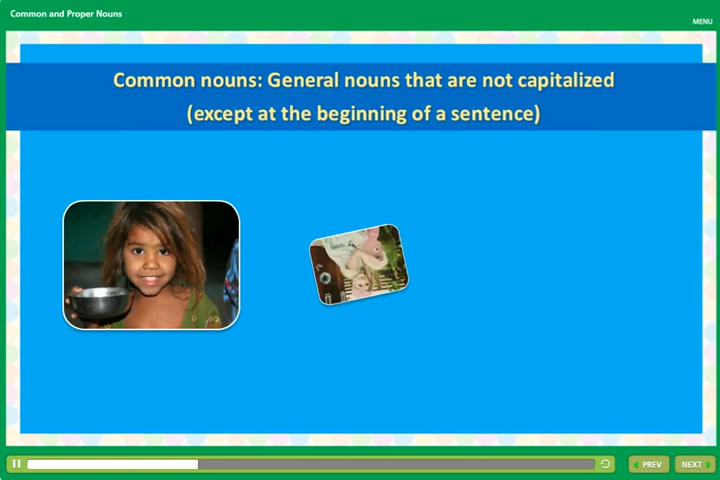 Common and Proper Nouns
MENU
Common nouns: General nouns that are not capitalized
(except at the beginning of a sentence)
PREV
NEXT